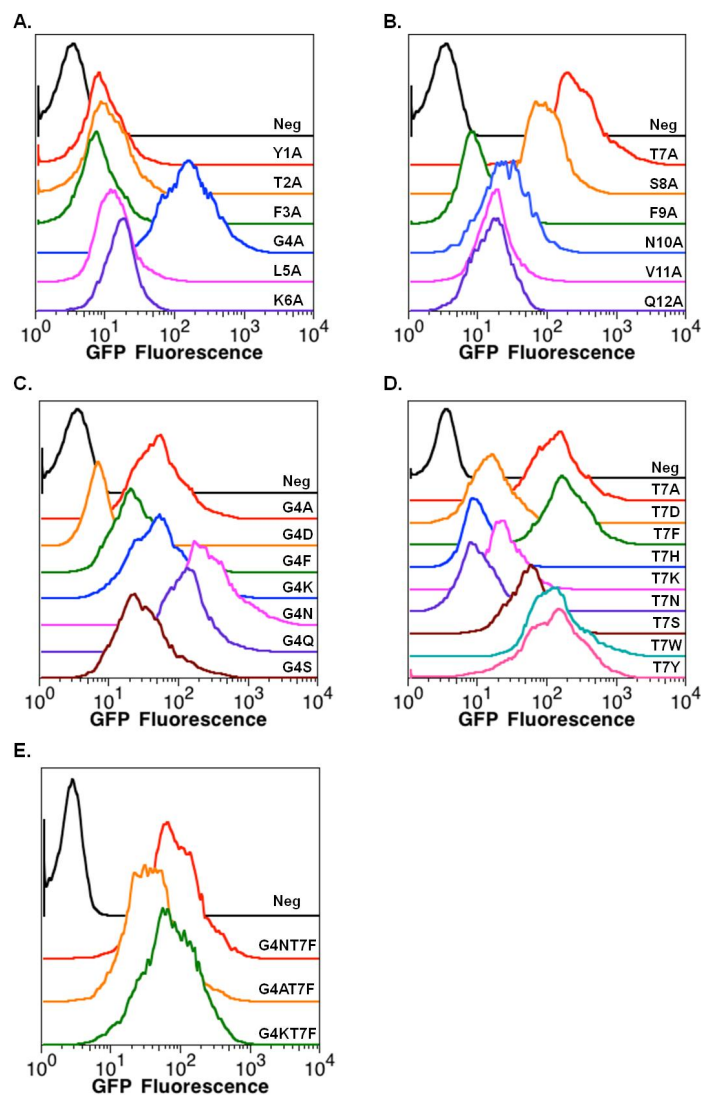 A.
Neg
Y1A
T2A
F3A
G4A
L5A
K6A
10^0 10^1 10^2 10^3 10^4
GFP Fluorescence
B.
Neg
T7A
S8A
F9A
N10A
V11A
Q12A
10^0 10^1 10^2 10^3 10^4
GFP Fluorescence
C.
Neg
G4A
G4D
G4F
G4K
G4N
G4Q
G4S
10^0 10^1 10^2 10^3 10^4
GFP Fluorescence
D.
Neg
T7A
T7D
T7F
T7H
T7K
T7N
T7S
T7W
T7Y
10^0 10^1 10^2 10^3 10^4
GFP Fluorescence
E.
Neg
G4NT7F
G4AT7F
G4KT7F
10^0 10^1 10^2 10^3 10^4
GFP Fluorescence